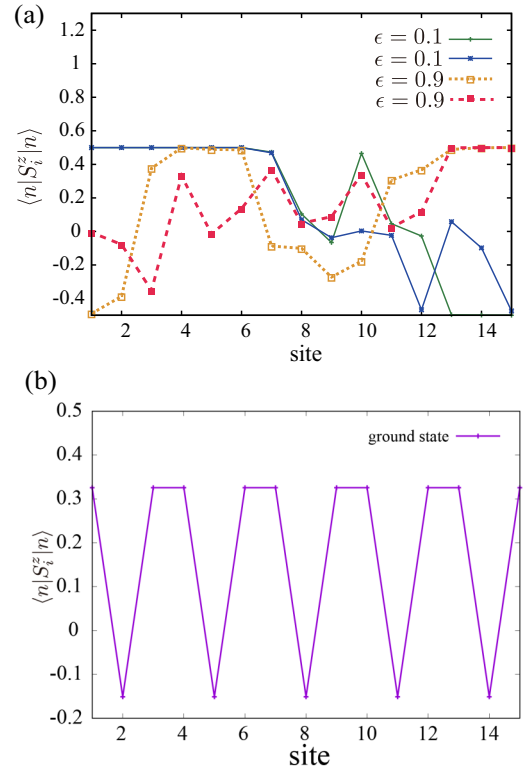 (a)
ϵ = 0.1
ϵ = 0.1
ϵ = 0.9
ϵ = 0.9
⟨n|S_i^z|n⟩
1.2
1
0.8
0.6
0.4
0.2
0
-0.2
-0.4
2 4 6 8 10 12 14
site
(b)
ground state
⟨n|S_i^z|n⟩
0.5
0.4
0.3
0.2
0.1
0
-0.1
-0.2
2 4 6 8 10 12 14
site